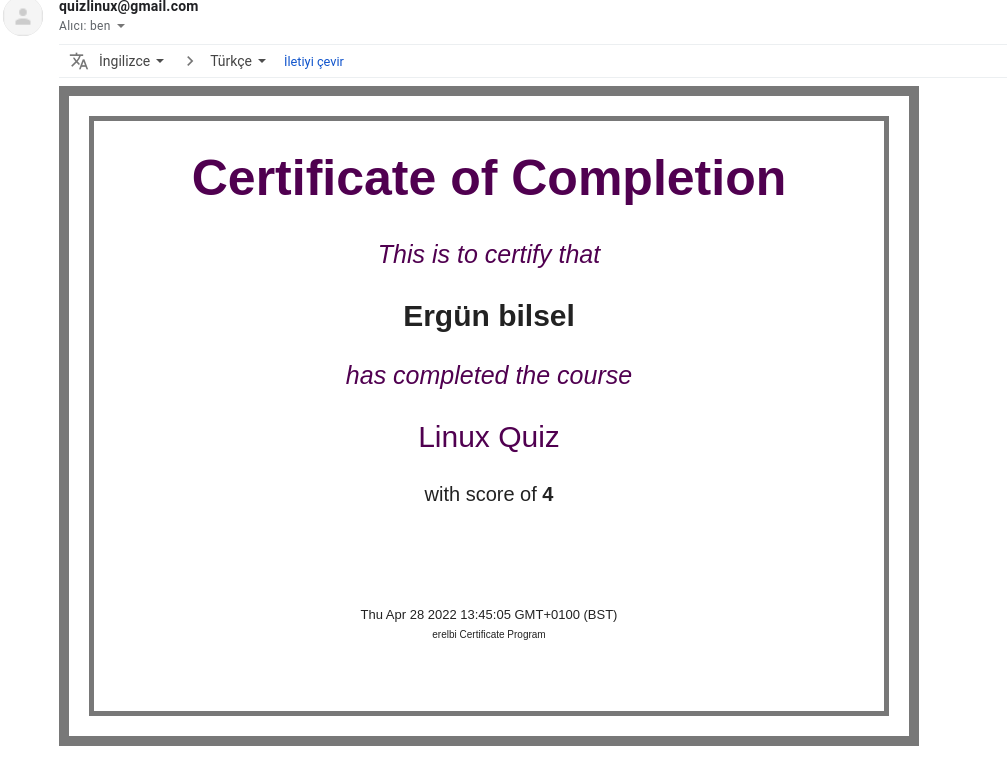 quizlinux@gmail.com
Alıcı: ben
İngilizce > Türkçe İletiyi çevir
Certificate of Completion
This is to certify that
Ergün bilsel
has completed the course
Linux Quiz
with score of 4
Thu Apr 28 2022 13:45:05 GMT+0100 (BST)
erelbi Certificate Program